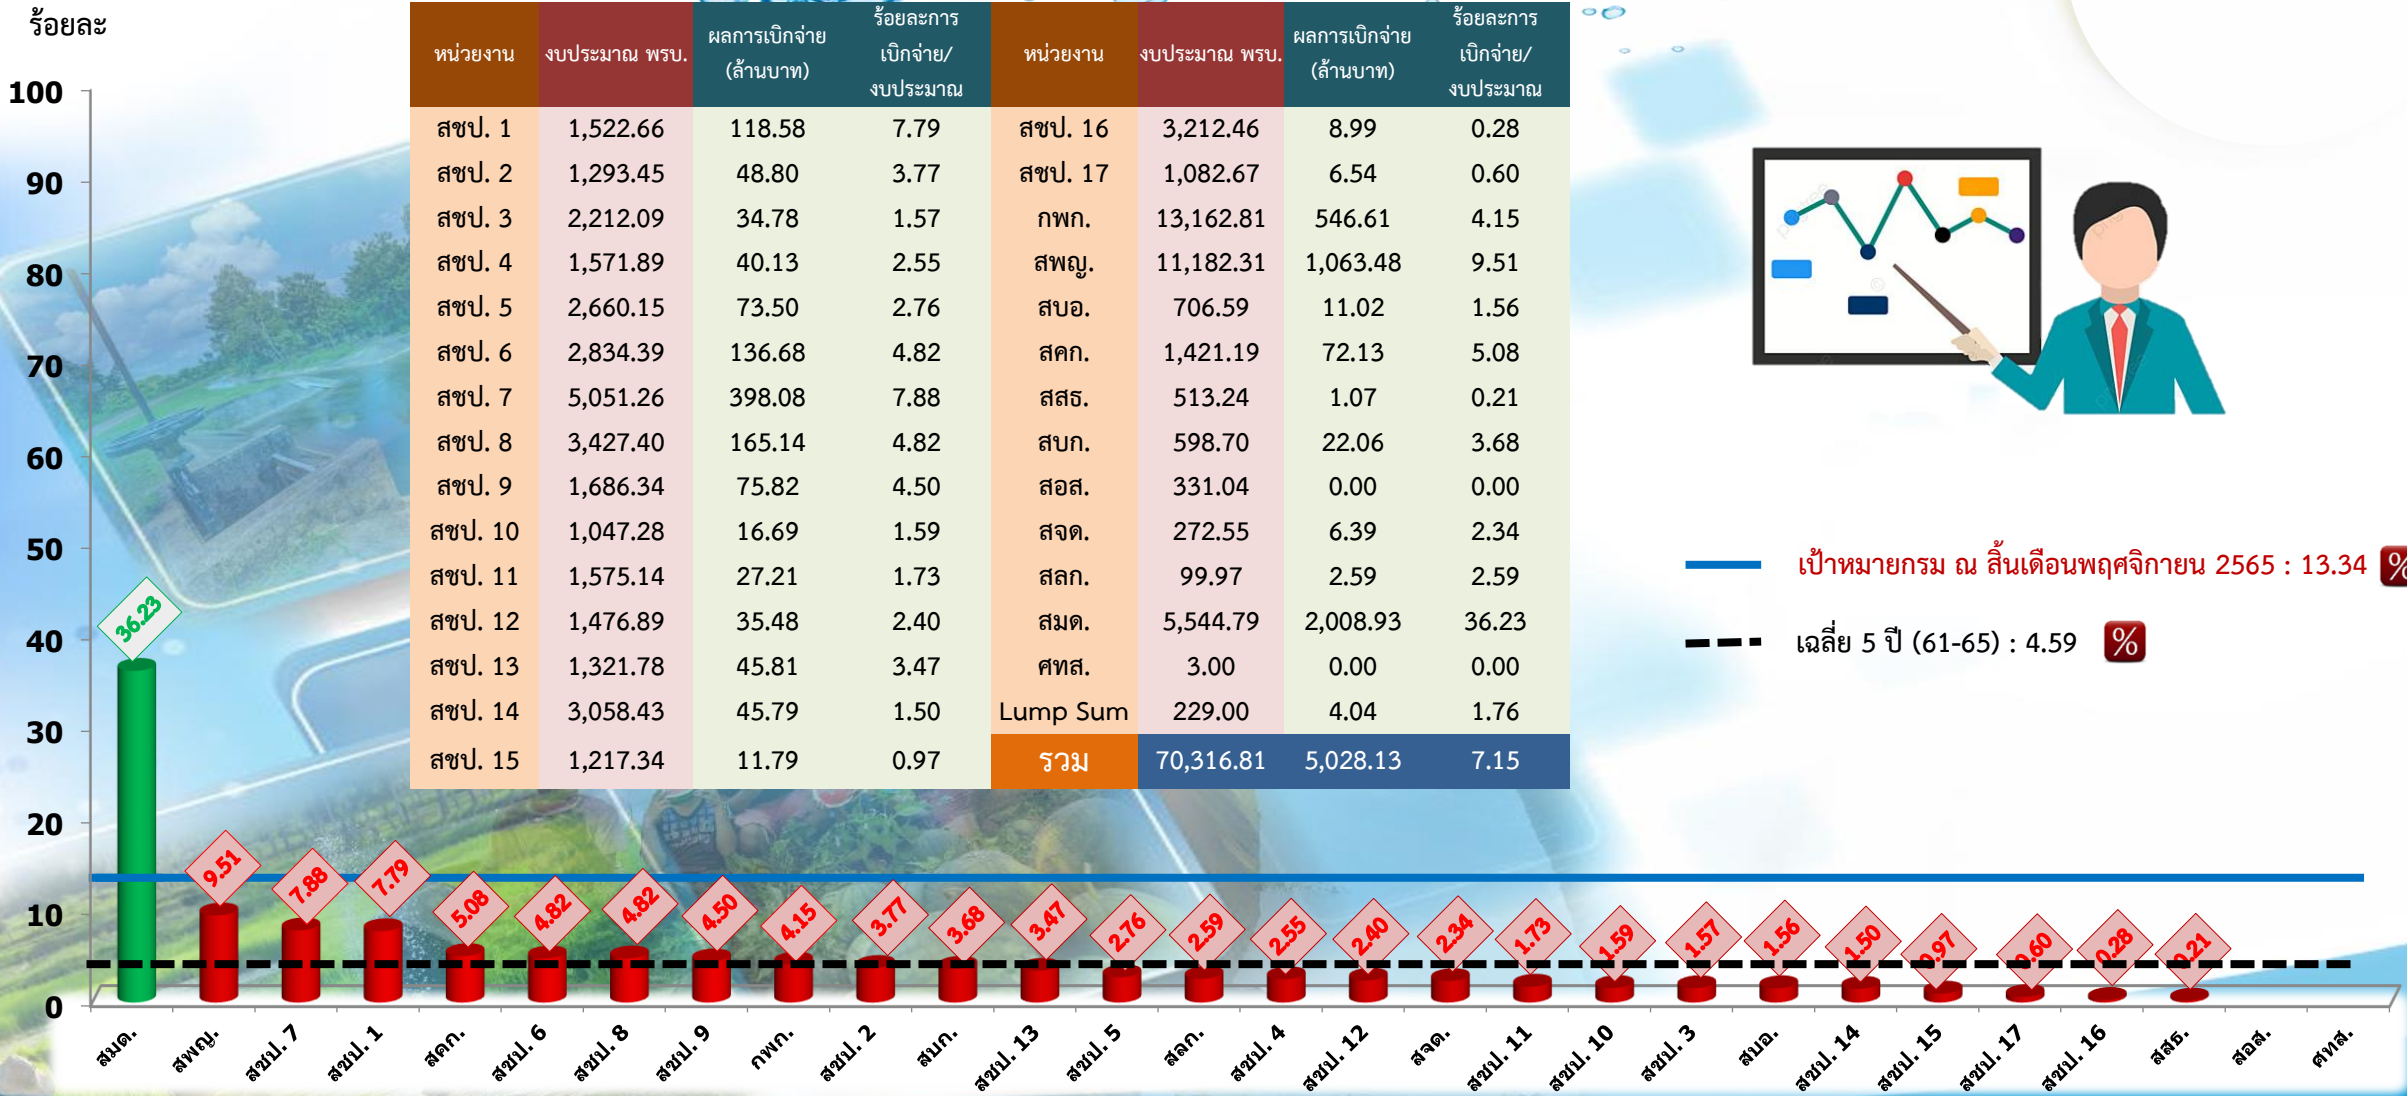 ร้อยละ
หน่วยงาน งบประมาณ พรบ. ผลการเบิกจ่าย (ล้านบาท) ร้อยละการเบิกจ่าย/งบประมาณ หน่วยงาน งบประมาณ พรบ. ผลการเบิกจ่าย (ล้านบาท) ร้อยละการเบิกจ่าย/งบประมาณ
สชป. 1 1,522.66 118.58 7.79 สชป. 16 3,212.46 8.99 0.28
สชป. 2 1,293.45 48.80 3.77 สชป. 17 1,082.67 6.54 0.60
สชป. 3 2,212.09 34.78 1.57 กพก. 13,162.81 546.61 4.15
สชป. 4 1,571.89 40.13 2.55 สพญ. 11,182.31 1,063.48 9.51
สชป. 5 2,660.15 73.50 2.76 สบอ. 706.59 11.02 1.56
สชป. 6 2,834.39 136.68 4.82 สคก. 1,421.19 72.13 5.08
สชป. 7 5,051.26 398.08 7.88 สสธ. 513.24 1.07 0.21
สชป. 8 3,427.40 165.14 4.82 สบก. 598.70 22.06 3.68
สชป. 9 1,686.34 75.82 4.50 สอส. 331.04 0.00 0.00
สชป. 10 1,047.28 16.69 1.59 สจด. 272.55 6.39 2.34
สชป. 11 1,575.14 27.21 1.73 สลก. 99.97 2.59 2.59
สชป. 12 1,476.89 35.48 2.40 สมด. 5,544.79 2,008.93 36.23
สชป. 13 1,321.78 45.81 3.47 ศทส. 3.00 0.00 0.00
สชป. 14 3,058.43 45.79 1.50 Lump Sum 229.00 4.04 1.76
สชป. 15 1,217.34 11.79 0.97 รวม 70,316.81 5,028.13 7.15
เป้าหมายกรม ณ สิ้นเดือนพฤศจิกายน 2565 : 13.34 %
เฉลี่ย 5 ปี (61-65) : 4.59 %
100
90
80
70
60
50
40
30
20
10
0
36.23 9.51 7.88 7.79 5.08 4.82 4.82 4.50 4.15 3.77 3.68 3.47 2.76 2.59 2.55 2.40 2.34 1.73 1.59 1.57 1.56 1.50 0.97 0.60 0.28 0.21
สมด. สพญ. สชป. 7 สชป. 1 สคก. สชป. 6 สชป. 8 สชป. 9 กพก. สชป. 2 สบก. สชป. 13 สชป. 5 สลก. สชป. 4 สชป. 12 สจด. สชป. 11 สชป. 10 สชป. 3 สบอ. สชป. 14 สชป. 15 สชป. 17 สชป. 16 สสธ. สอส. ศทส.